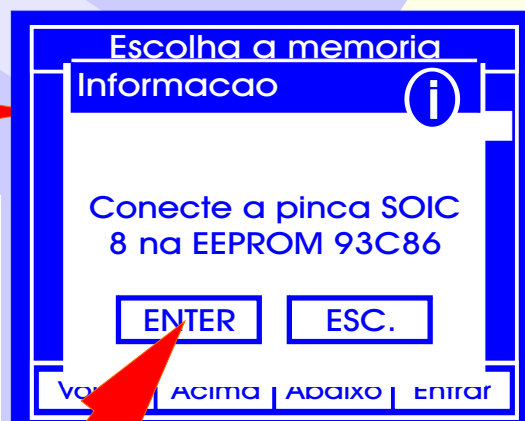 Escolha a memoria
Informacao
i
Conecte a pinca SOIC
8 na EEPROM 93C86
ENTER ESC.
Acima Abaixo Entrar